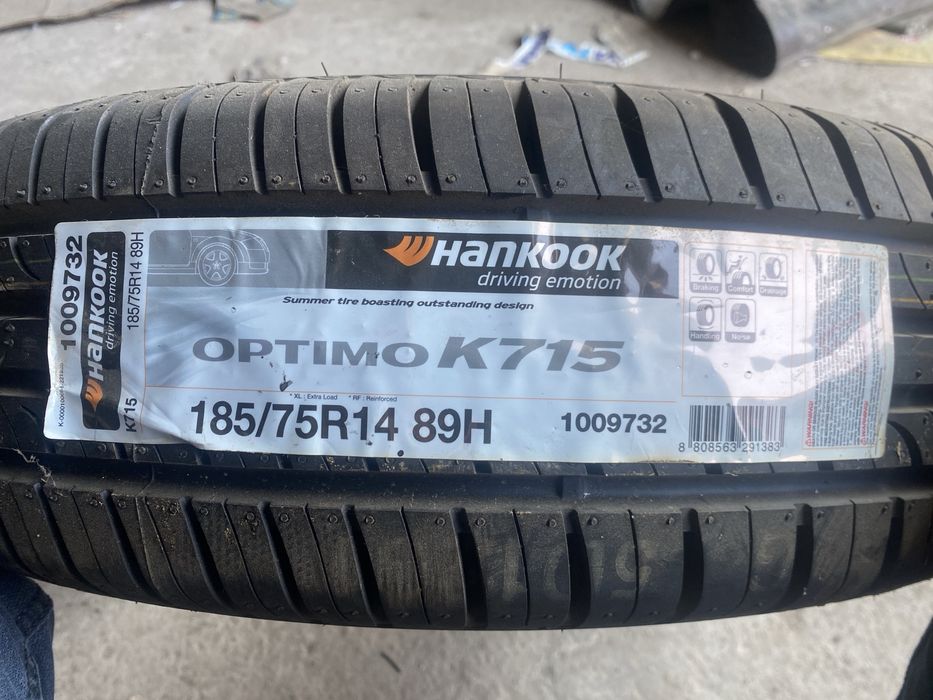 1009732
HANKOOK
driving emotion
185/75R14 89H
K715
HANKOOK
driving emotion
Summer tire boasting outstanding design
OPTIMO K715
* XL : Extra Load * RF : Reinforced
185/75R14 89H
1009732
8 808563 291383
Braking
Comfort
Drainage
Handling
Noise
WARNING